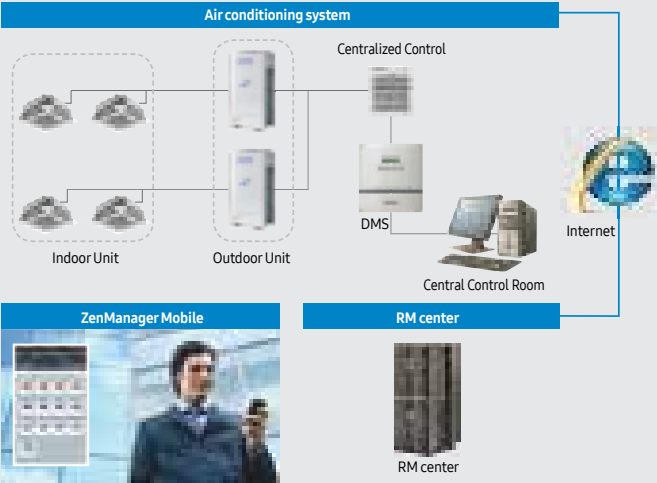 Air conditioning system
Centralized Control
DMS
Internet
Indoor Unit
Outdoor Unit
Central Control Room
ZenManager Mobile
RM center
RM center